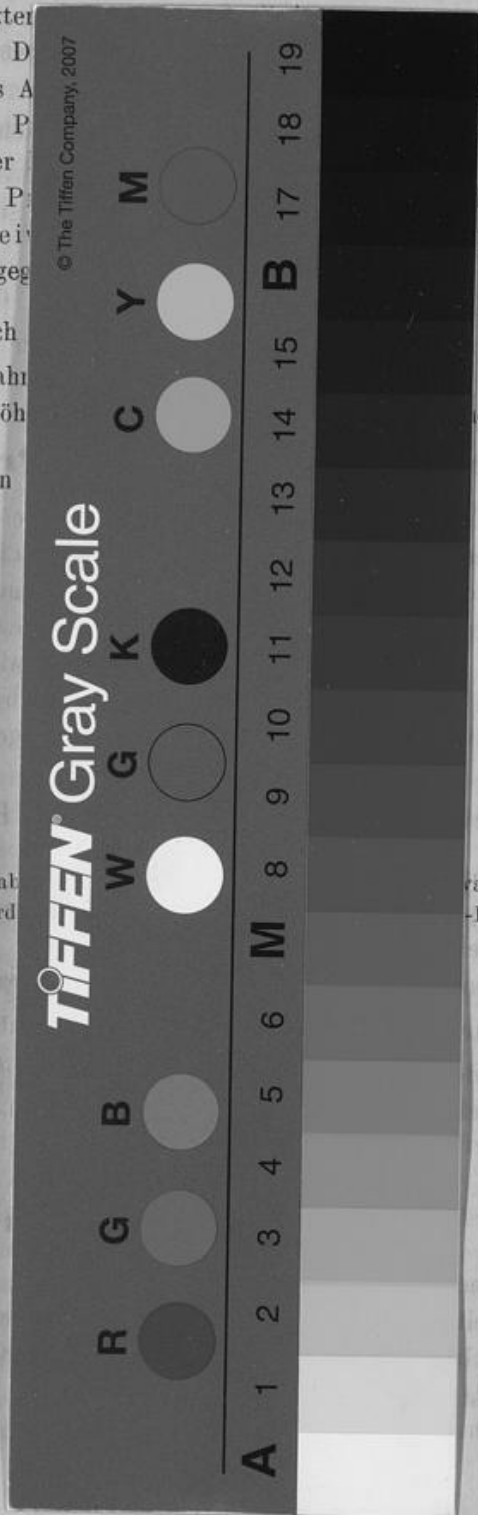 TIFFEN® Gray Scale
© The Tiffen Company, 2007
R G B W G K C Y M
A 1 2 3 4 5 6 M 8 9 10 11 12 13 14 15 B 17 18 19